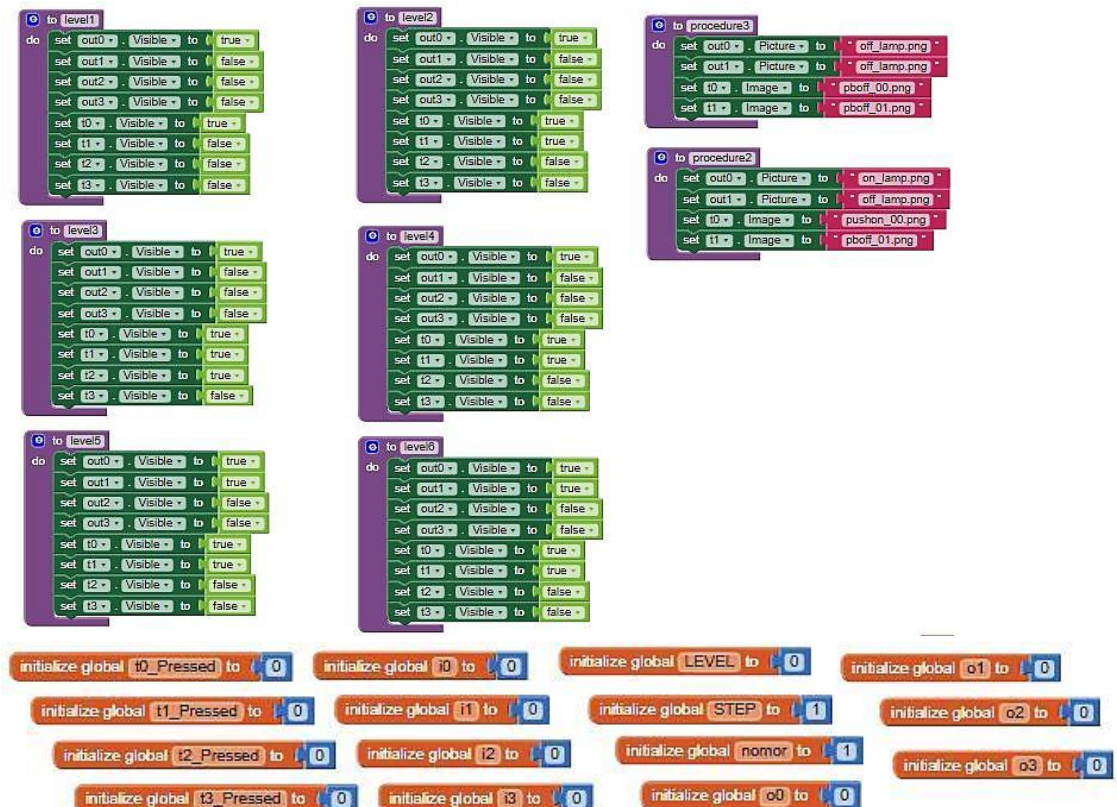 to level1
do set out0 . Visible to true
set out1 . Visible to false
set out2 . Visible to false
set out3 . Visible to false
set t0 . Visible to true
set t1 . Visible to false
set t2 . Visible to false
set t3 . Visible to false
to level2
do set out0 . Visible to true
set out1 . Visible to false
set out2 . Visible to false
set out3 . Visible to false
set t0 . Visible to true
set t1 . Visible to true
set t2 . Visible to false
set t3 . Visible to false
to procedure3
do set out0 . Picture to " off_lamp.png "
set out1 . Picture to " off_lamp.png "
set t0 . Image to " pboff_00.png "
set t1 . Image to " pboff_01.png "
to procedure2
do set out0 . Picture to " on_lamp.png "
set out1 . Picture to " off_lamp.png "
set t0 . Image to " pushon_00.png "
set t1 . Image to " pboff_01.png "
to level3
do set out0 . Visible to true
set out1 . Visible to false
set out2 . Visible to false
set out3 . Visible to false
set t0 . Visible to true
set t1 . Visible to true
set t2 . Visible to true
set t3 . Visible to false
to level4
do set out0 . Visible to true
set out1 . Visible to false
set out2 . Visible to false
set out3 . Visible to false
set t0 . Visible to true
set t1 . Visible to true
set t2 . Visible to false
set t3 . Visible to false
to level5
do set out0 . Visible to true
set out1 . Visible to true
set out2 . Visible to false
set out3 . Visible to false
set t0 . Visible to true
set t1 . Visible to true
set t2 . Visible to false
set t3 . Visible to false
to level6
do set out0 . Visible to true
set out1 . Visible to true
set out2 . Visible to false
set out3 . Visible to false
set t0 . Visible to true
set t1 . Visible to true
set t2 . Visible to false
set t3 . Visible to false
initialize global t0_Pressed to 0
initialize global i0 to 0
initialize global LEVEL to 0
initialize global o1 to 0
initialize global t1_Pressed to 0
initialize global i1 to 0
initialize global STEP to 1
initialize global o2 to 0
initialize global t2_Pressed to 0
initialize global i2 to 0
initialize global nomor to 1
initialize global o3 to 0
initialize global t3_Pressed to 0
initialize global i3 to 0
initialize global o0 to 0